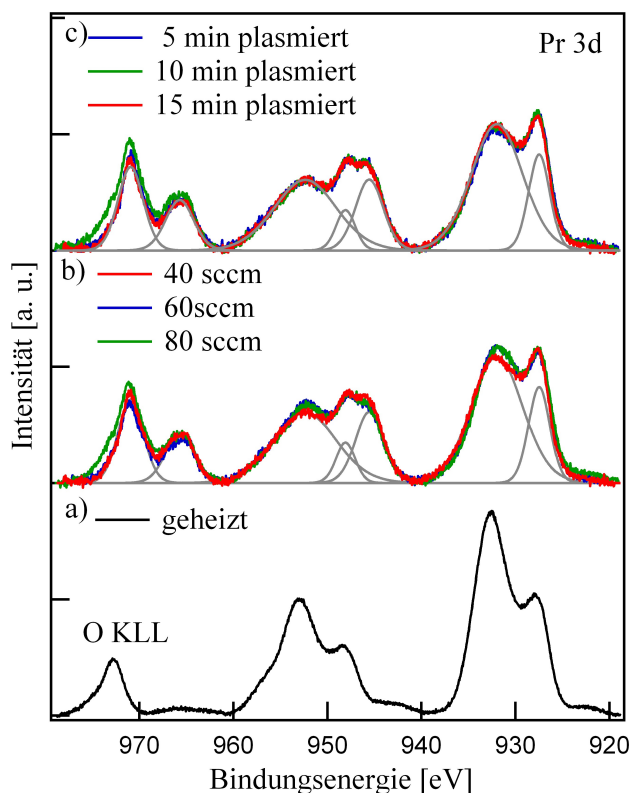 c)
5 min plasmiert
10 min plasmiert
15 min plasmiert
Pr 3d
b)
40 sccm
60sccm
80 sccm
a)
geheizt
O KLL
Intensität [a. u.]
970 960 950 940 930 920
Bindungsenergie [eV]